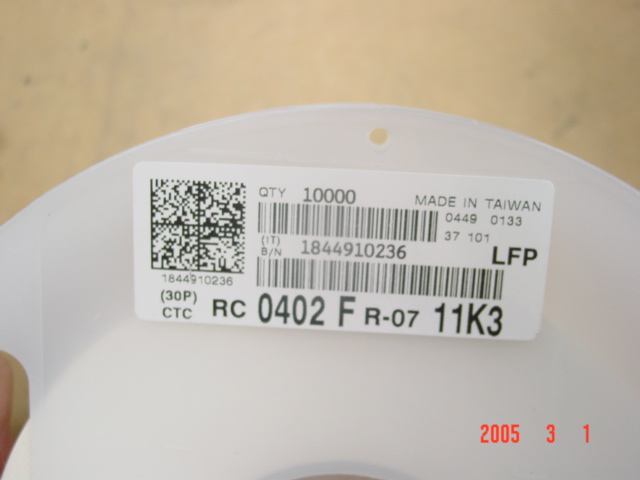 QTY 10000 MADE IN TAIWAN
0449 0133
37 101
(IT)
B/N 1844910236 LFP
1844910236
(30P)
CTC RC 0402 F R-07 11K3
2005 3 1